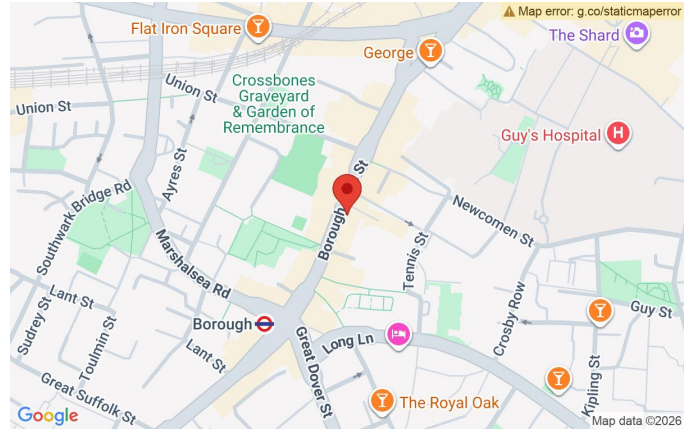 Map error: g.co/staticmaperror
Flat Iron Square
The Shard
George
Union St
Crossbones
Graveyard
& Garden of
Remembrance
Union St
Guy's Hospital
Ayres St
Southwark Bridge Rd
Borough
St
Newcomen St
Tennis St
Marshalsea Rd
Lant St
Crosby Row
Guy St
Sudrey St
Toulmin St
Borough
Lant St
Great Dover St
Long Ln
Kipling St
Great Suffolk St
The Royal Oak
Google
Map data ©2026